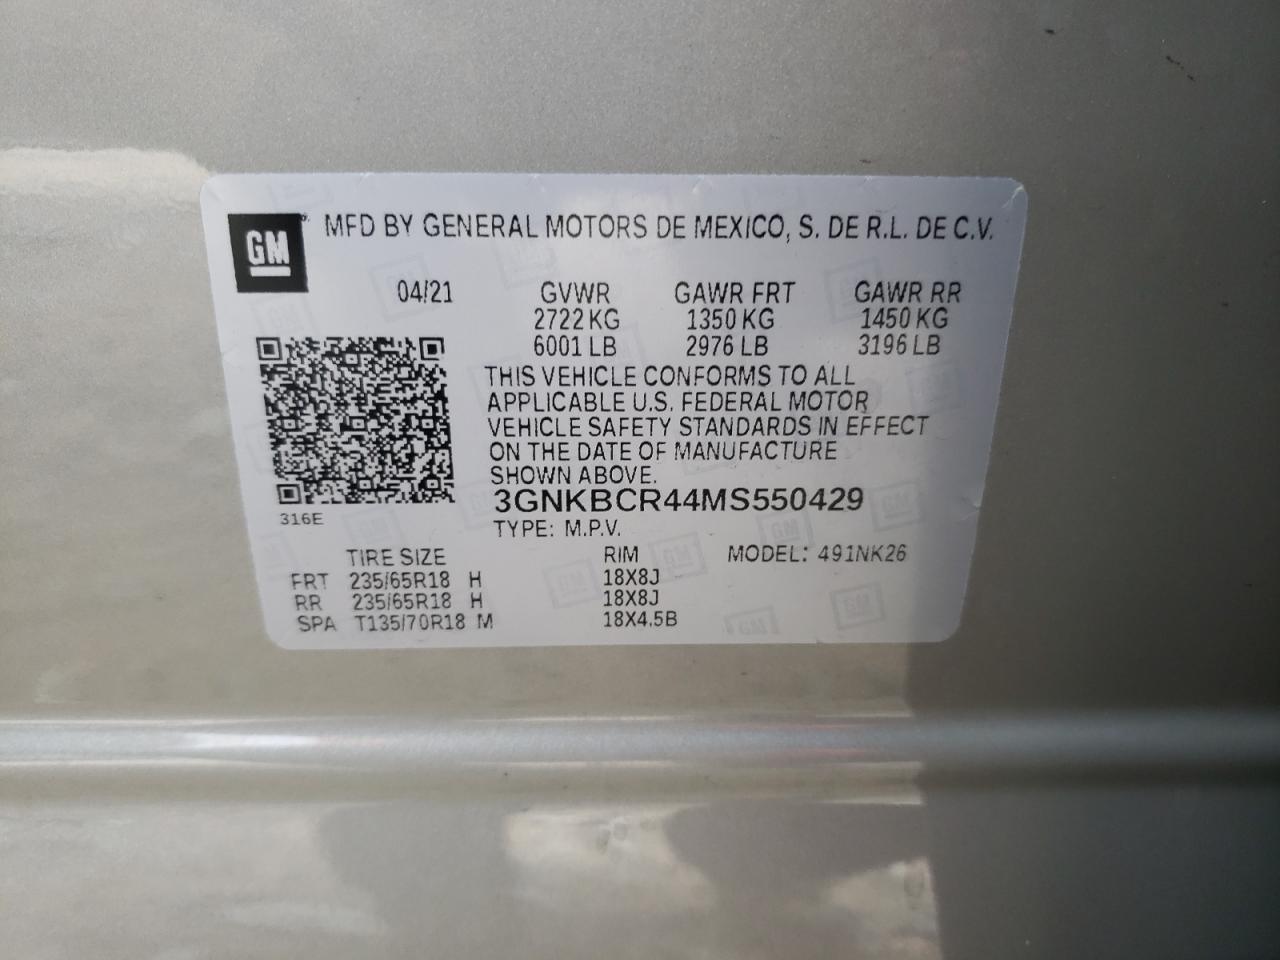 GM
MFD BY GENERAL MOTORS DE MEXICO, S. DE R.L. DE C.V.
04/21 GVWR GAWR FRT GAWR RR
2722 KG 1350 KG 1450 KG
6001 LB 2976 LB 3196 LB
THIS VEHICLE CONFORMS TO ALL
APPLICABLE U.S. FEDERAL MOTOR
VEHICLE SAFETY STANDARDS IN EFFECT
ON THE DATE OF MANUFACTURE
SHOWN ABOVE.
3GNKBCR44MS550429
316E
TYPE: M.P.V.
TIRE SIZE RIM MODEL: 491NK26
FRT 235/65R18 H 18X8J
RR 235/65R18 H 18X8J
SPA T135/70R18 M 18X4.5B